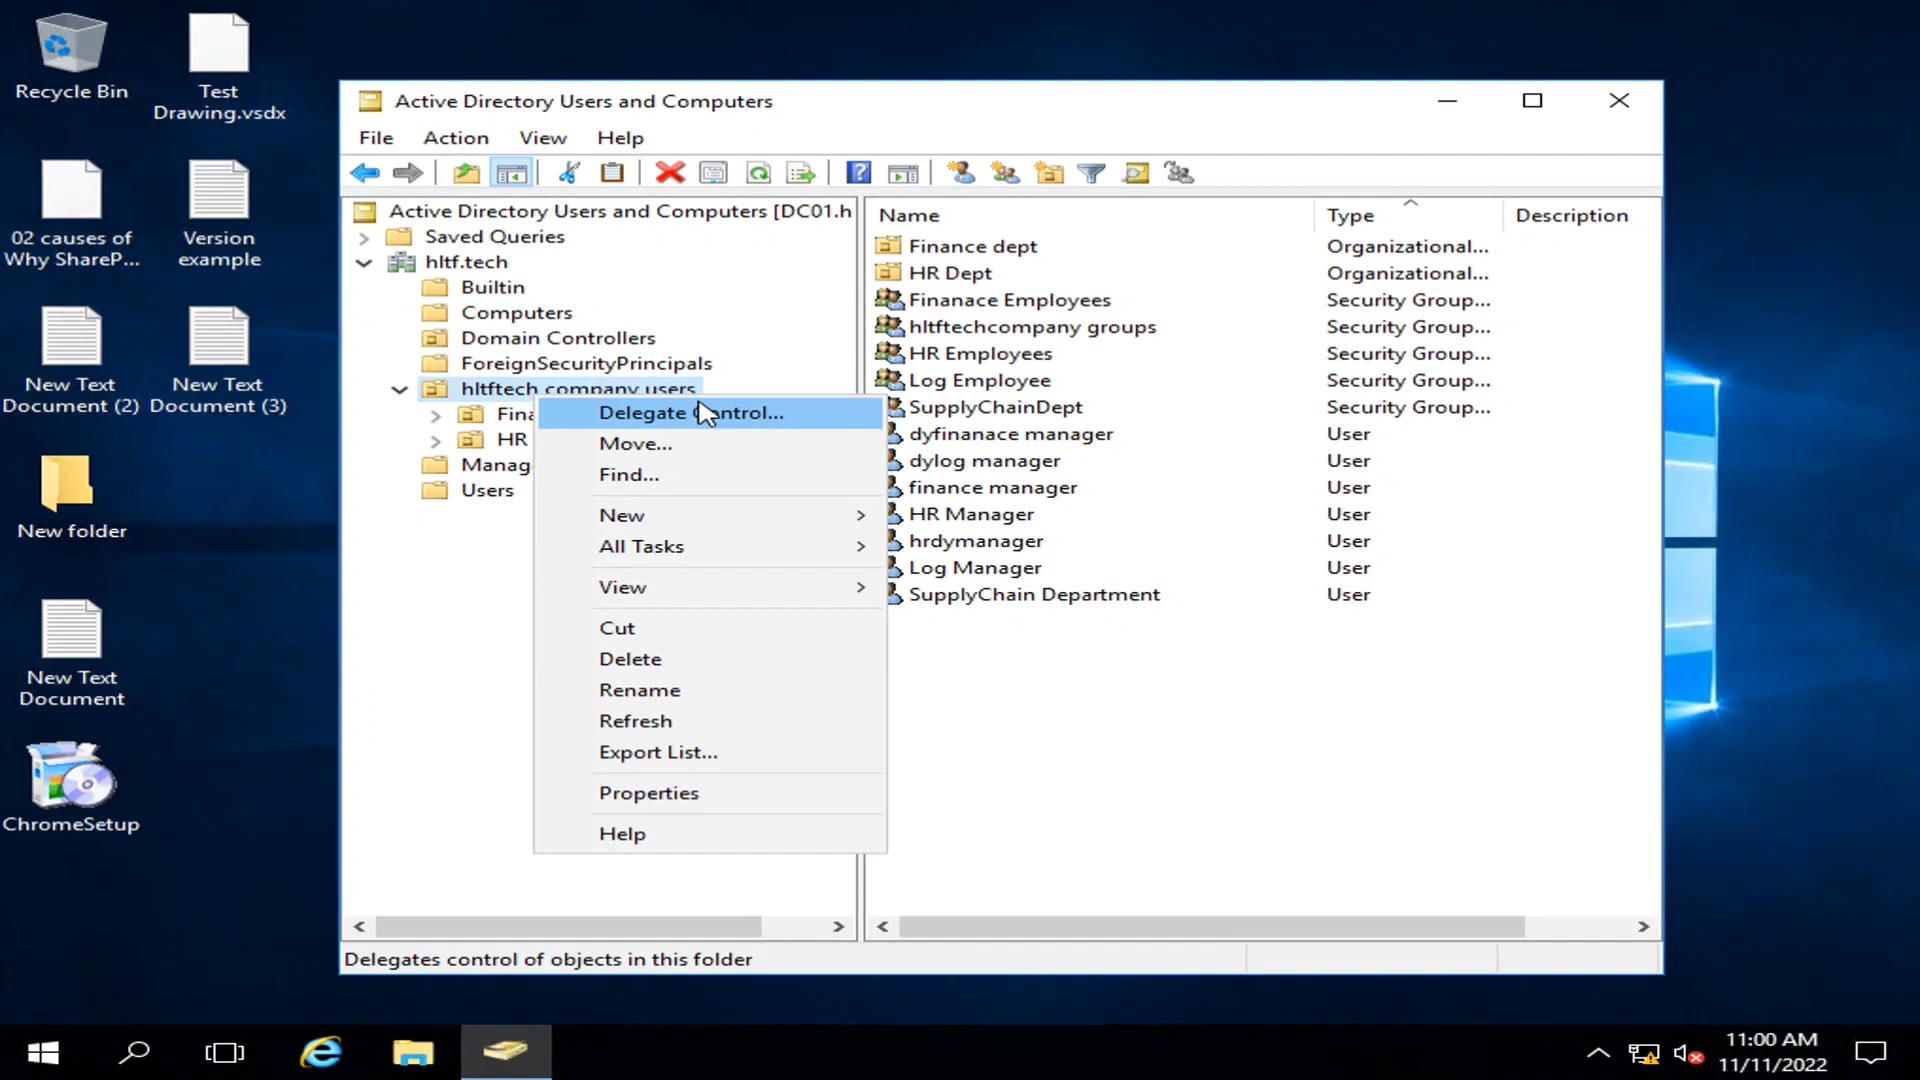 Recycle Bin
Test
Drawing.vsdx
02 causes of
Why ShareP...
Version
example
New Text
Document (2)
New Text
Document (3)
New folder
New Text
Document
ChromeSetup
Active Directory Users and Computers
File Action View Help
Active Directory Users and Computers [DC01.h
Saved Queries
hltf.tech
Builtin
Computers
Domain Controllers
ForeignSecurityPrincipals
hltftech company users
Fina
HR
Manag
Users
Delegate Control...
Move...
Find...
New
All Tasks
View
Cut
Delete
Rename
Refresh
Export List...
Properties
Help
Name Type Description
Finance dept Organizational...
HR Dept Organizational...
Finanace Employees Security Group...
hltftechcompany groups Security Group...
HR Employees Security Group...
Log Employee Security Group...
SupplyChainDept Security Group...
dyfinanace manager User
dylog manager User
finance manager User
HR Manager User
hrdymanager User
Log Manager User
SupplyChain Department User
Delegates control of objects in this folder
11:00 AM
11/11/2022